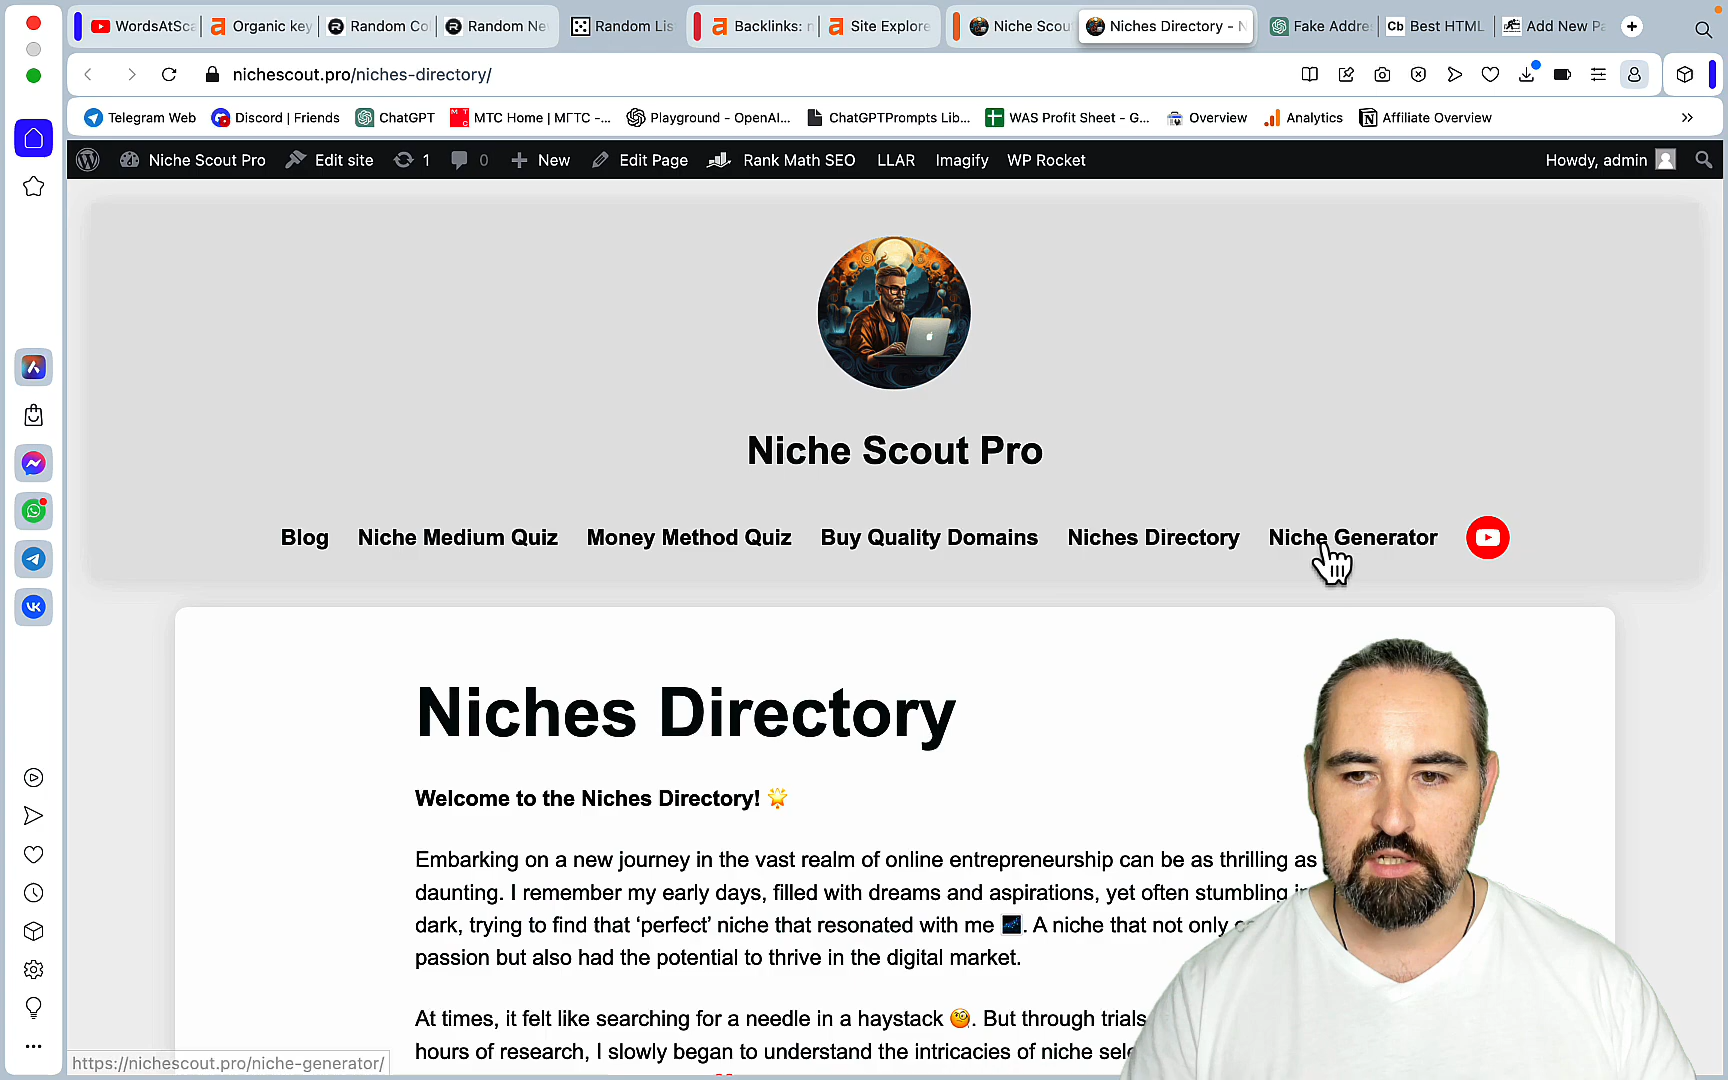 WordsAtSca
Organic key
Random Co
Random Ne
Random Lis
Backlinks: n
Site Explore
Niche Scou
Niches Directory - N
Fake Addre
Best HTML
Add New Pa
nichescout.pro/niches-directory/
Telegram Web
Discord | Friends
ChatGPT
МТС Home | МГТС -...
Playground - OpenAI...
ChatGPTPrompts Lib...
WAS Profit Sheet - G...
Overview
Analytics
Affiliate Overview
Niche Scout Pro
Edit site
1
0
New
Edit Page
Rank Math SEO
LLAR
Imagify
WP Rocket
Howdy, admin
Niche Scout Pro
Blog
Niche Medium Quiz
Money Method Quiz
Buy Quality Domains
Niches Directory
Niche Generator
Niches Directory
Welcome to the Niches Directory! 🌟
Embarking on a new journey in the vast realm of online entrepreneurship can be as thrilling as
daunting. I remember my early days, filled with dreams and aspirations, yet often stumbling
dark, trying to find that ‘perfect’ niche that resonated with me 🌌. A niche that not only
passion but also had the potential to thrive in the digital market.
At times, it felt like searching for a needle in a haystack 🧐. But through trials
hours of research, I slowly began to understand the intricacies of niche sele
https://nichescout.pro/niche-generator/